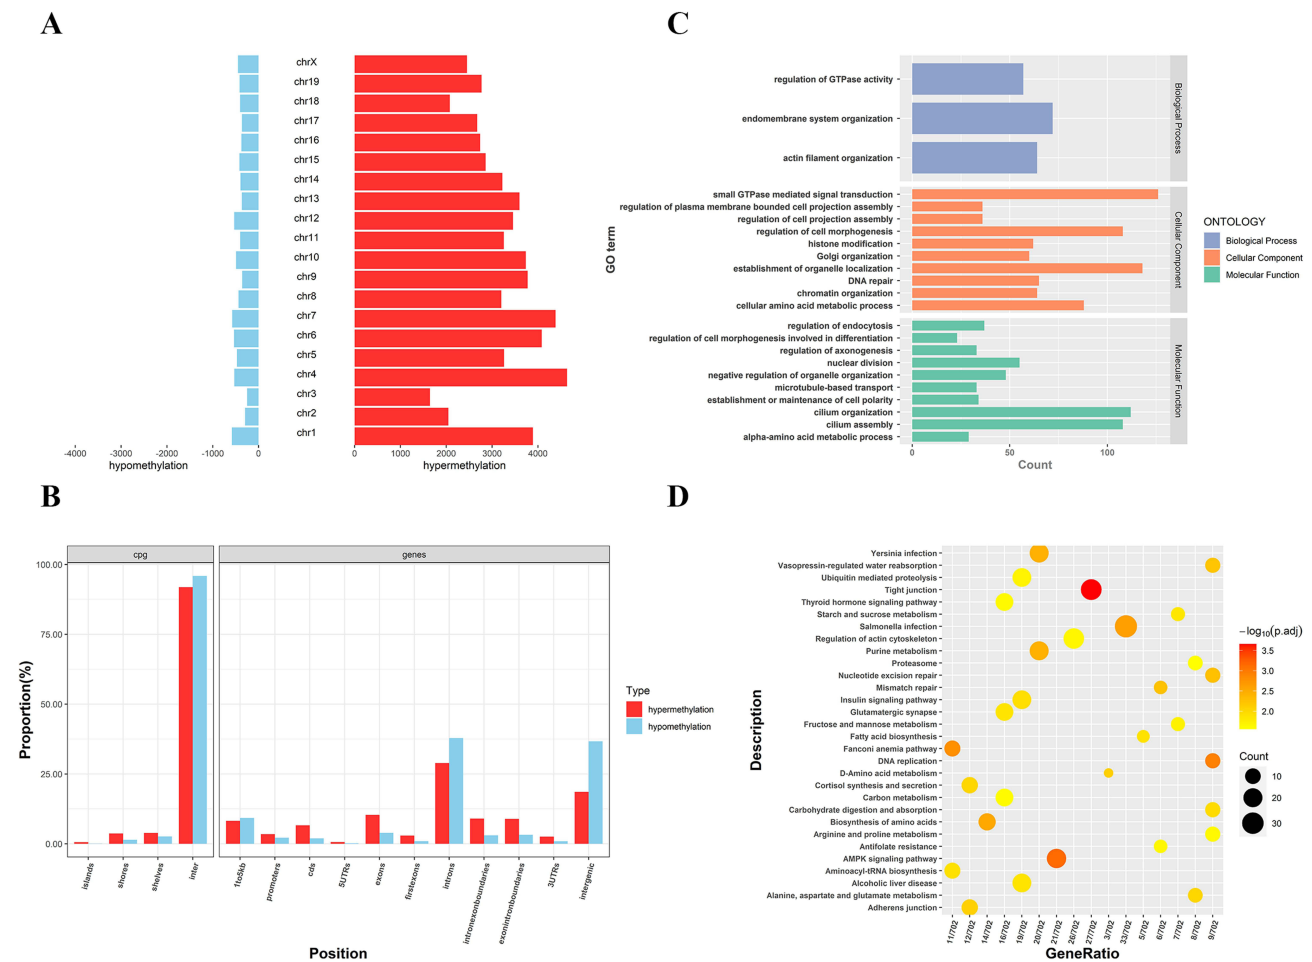 A
chrX
chr19
chr18
chr17
chr16
chr15
chr14
chr13
chr12
chr11
chr10
chr9
chr8
chr7
chr6
chr5
chr4
chr3
chr2
chr1
-4000 -3000 -2000 -1000 0
hypomethylation
0 1000 2000 3000 4000
hypermethylation
C
GO term
regulation of GTPase activity
endomembrane system organization
actin filament organization
Biological Process
small GTPase mediated signal transduction
regulation of plasma membrane bounded cell projection assembly
regulation of cell projection assembly
regulation of cell morphogenesis
histone modification
Golgi organization
establishment of organelle localization
DNA repair
chromatin organization
cellular amino acid metabolic process
Cellular Component
regulation of endocytosis
regulation of cell morphogenesis involved in differentiation
regulation of axonogenesis
nuclear division
negative regulation of organelle organization
microtubule-based transport
establishment or maintenance of cell polarity
cilium organization
cilium assembly
alpha-amino acid metabolic process
Molecular Function
0 50 100
Count
ONTOLOGY
Biological Process
Cellular Component
Molecular Function
B
cpg
genes
Proportion(%)
100.00
75.00
50.00
25.00
0.00
islands
shores
shelves
inter
1to5kb
promoters
cds
5UTRs
exons
firstexons
introns
intronexonboundaries
exonintronboundaries
3UTRs
intergenic
Position
Type
hypermethylation
hypomethylation
D
Description
Yersinia infection
Vasopressin-regulated water reabsorption
Ubiquitin mediated proteolysis
Tight junction
Thyroid hormone signaling pathway
Starch and sucrose metabolism
Salmonella infection
Regulation of actin cytoskeleton
Purine metabolism
Proteasome
Nucleotide excision repair
Mismatch repair
Insulin signaling pathway
Glutamatergic synapse
Fructose and mannose metabolism
Fatty acid biosynthesis
Fanconi anemia pathway
DNA replication
D-Amino acid metabolism
Cortisol synthesis and secretion
Carbon metabolism
Carbohydrate digestion and absorption
Biosynthesis of amino acids
Arginine and proline metabolism
Antifolate resistance
AMPK signaling pathway
Aminoacyl-tRNA biosynthesis
Alcoholic liver disease
Alanine, aspartate and glutamate metabolism
Adherens junction
11/702
12/702
14/702
16/702
19/702
20/702
21/702
26/702
27/702
3/702
33/702
5/702
6/702
7/702
8/702
9/702
GeneRatio
−log10(p.adj)
3.5
3.0
2.5
2.0
Count
10
20
30